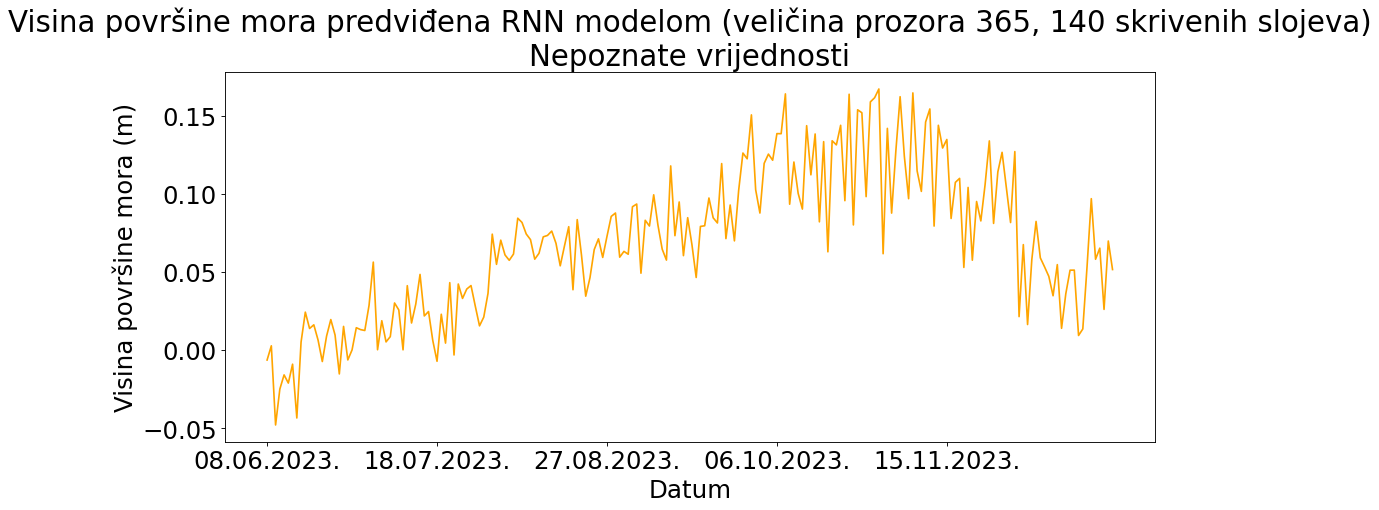 Visina površine mora predviđena RNN modelom (veličina prozora 365, 140 skrivenih slojeva)
Nepoznate vrijednosti
Visina površine mora (m)
0.15
0.10
0.05
0.00
−0.05
08.06.2023. 18.07.2023. 27.08.2023. 06.10.2023. 15.11.2023.
Datum